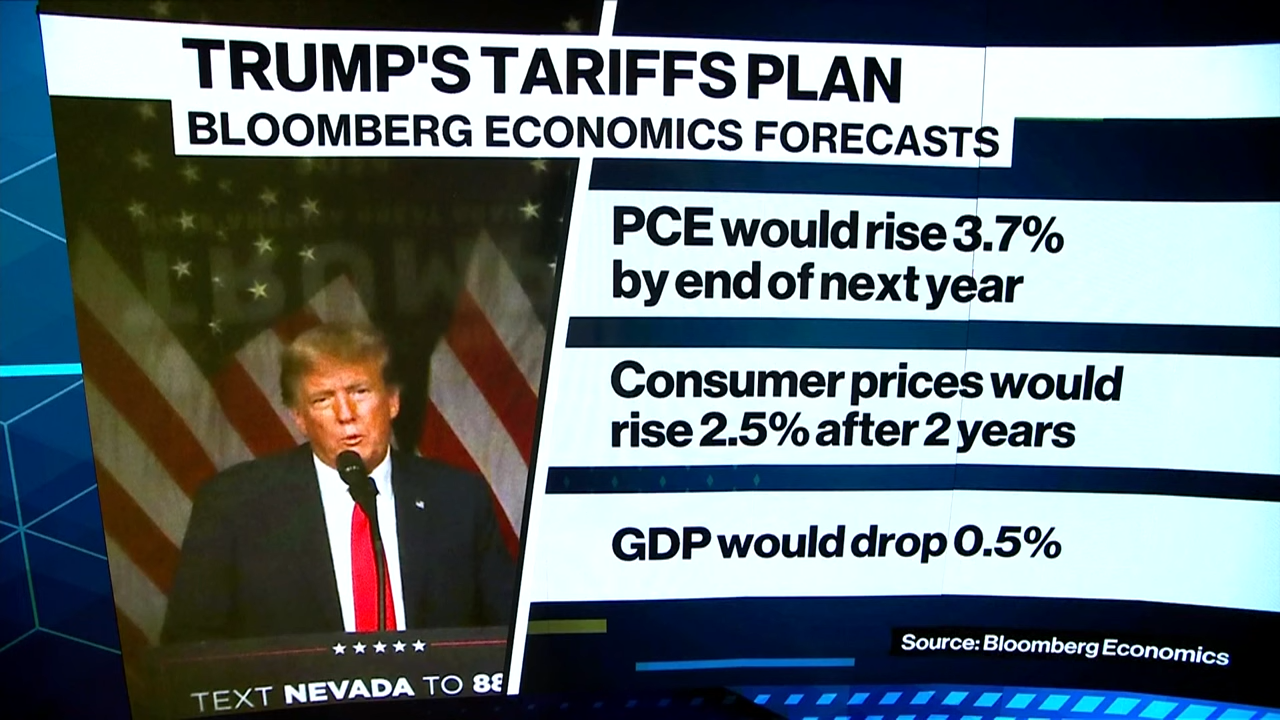 TRUMP'S TARIFFS PLAN
BLOOMBERG ECONOMICS FORECASTS
PCE would rise 3.7%
by end of next year
Consumer prices would
rise 2.5% after 2 years
GDP would drop 0.5%
Source: Bloomberg Economics
TEXT NEVADA TO 88